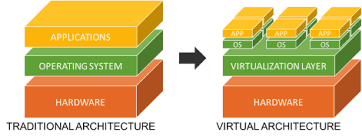 APPLICATIONS
OPERATING SYSTEM
HARDWARE
TRADITIONAL ARCHITECTURE
APP APP APP
OS OS OS
VIRTUALIZATION LAYER
HARDWARE
VIRTUAL ARCHITECTURE